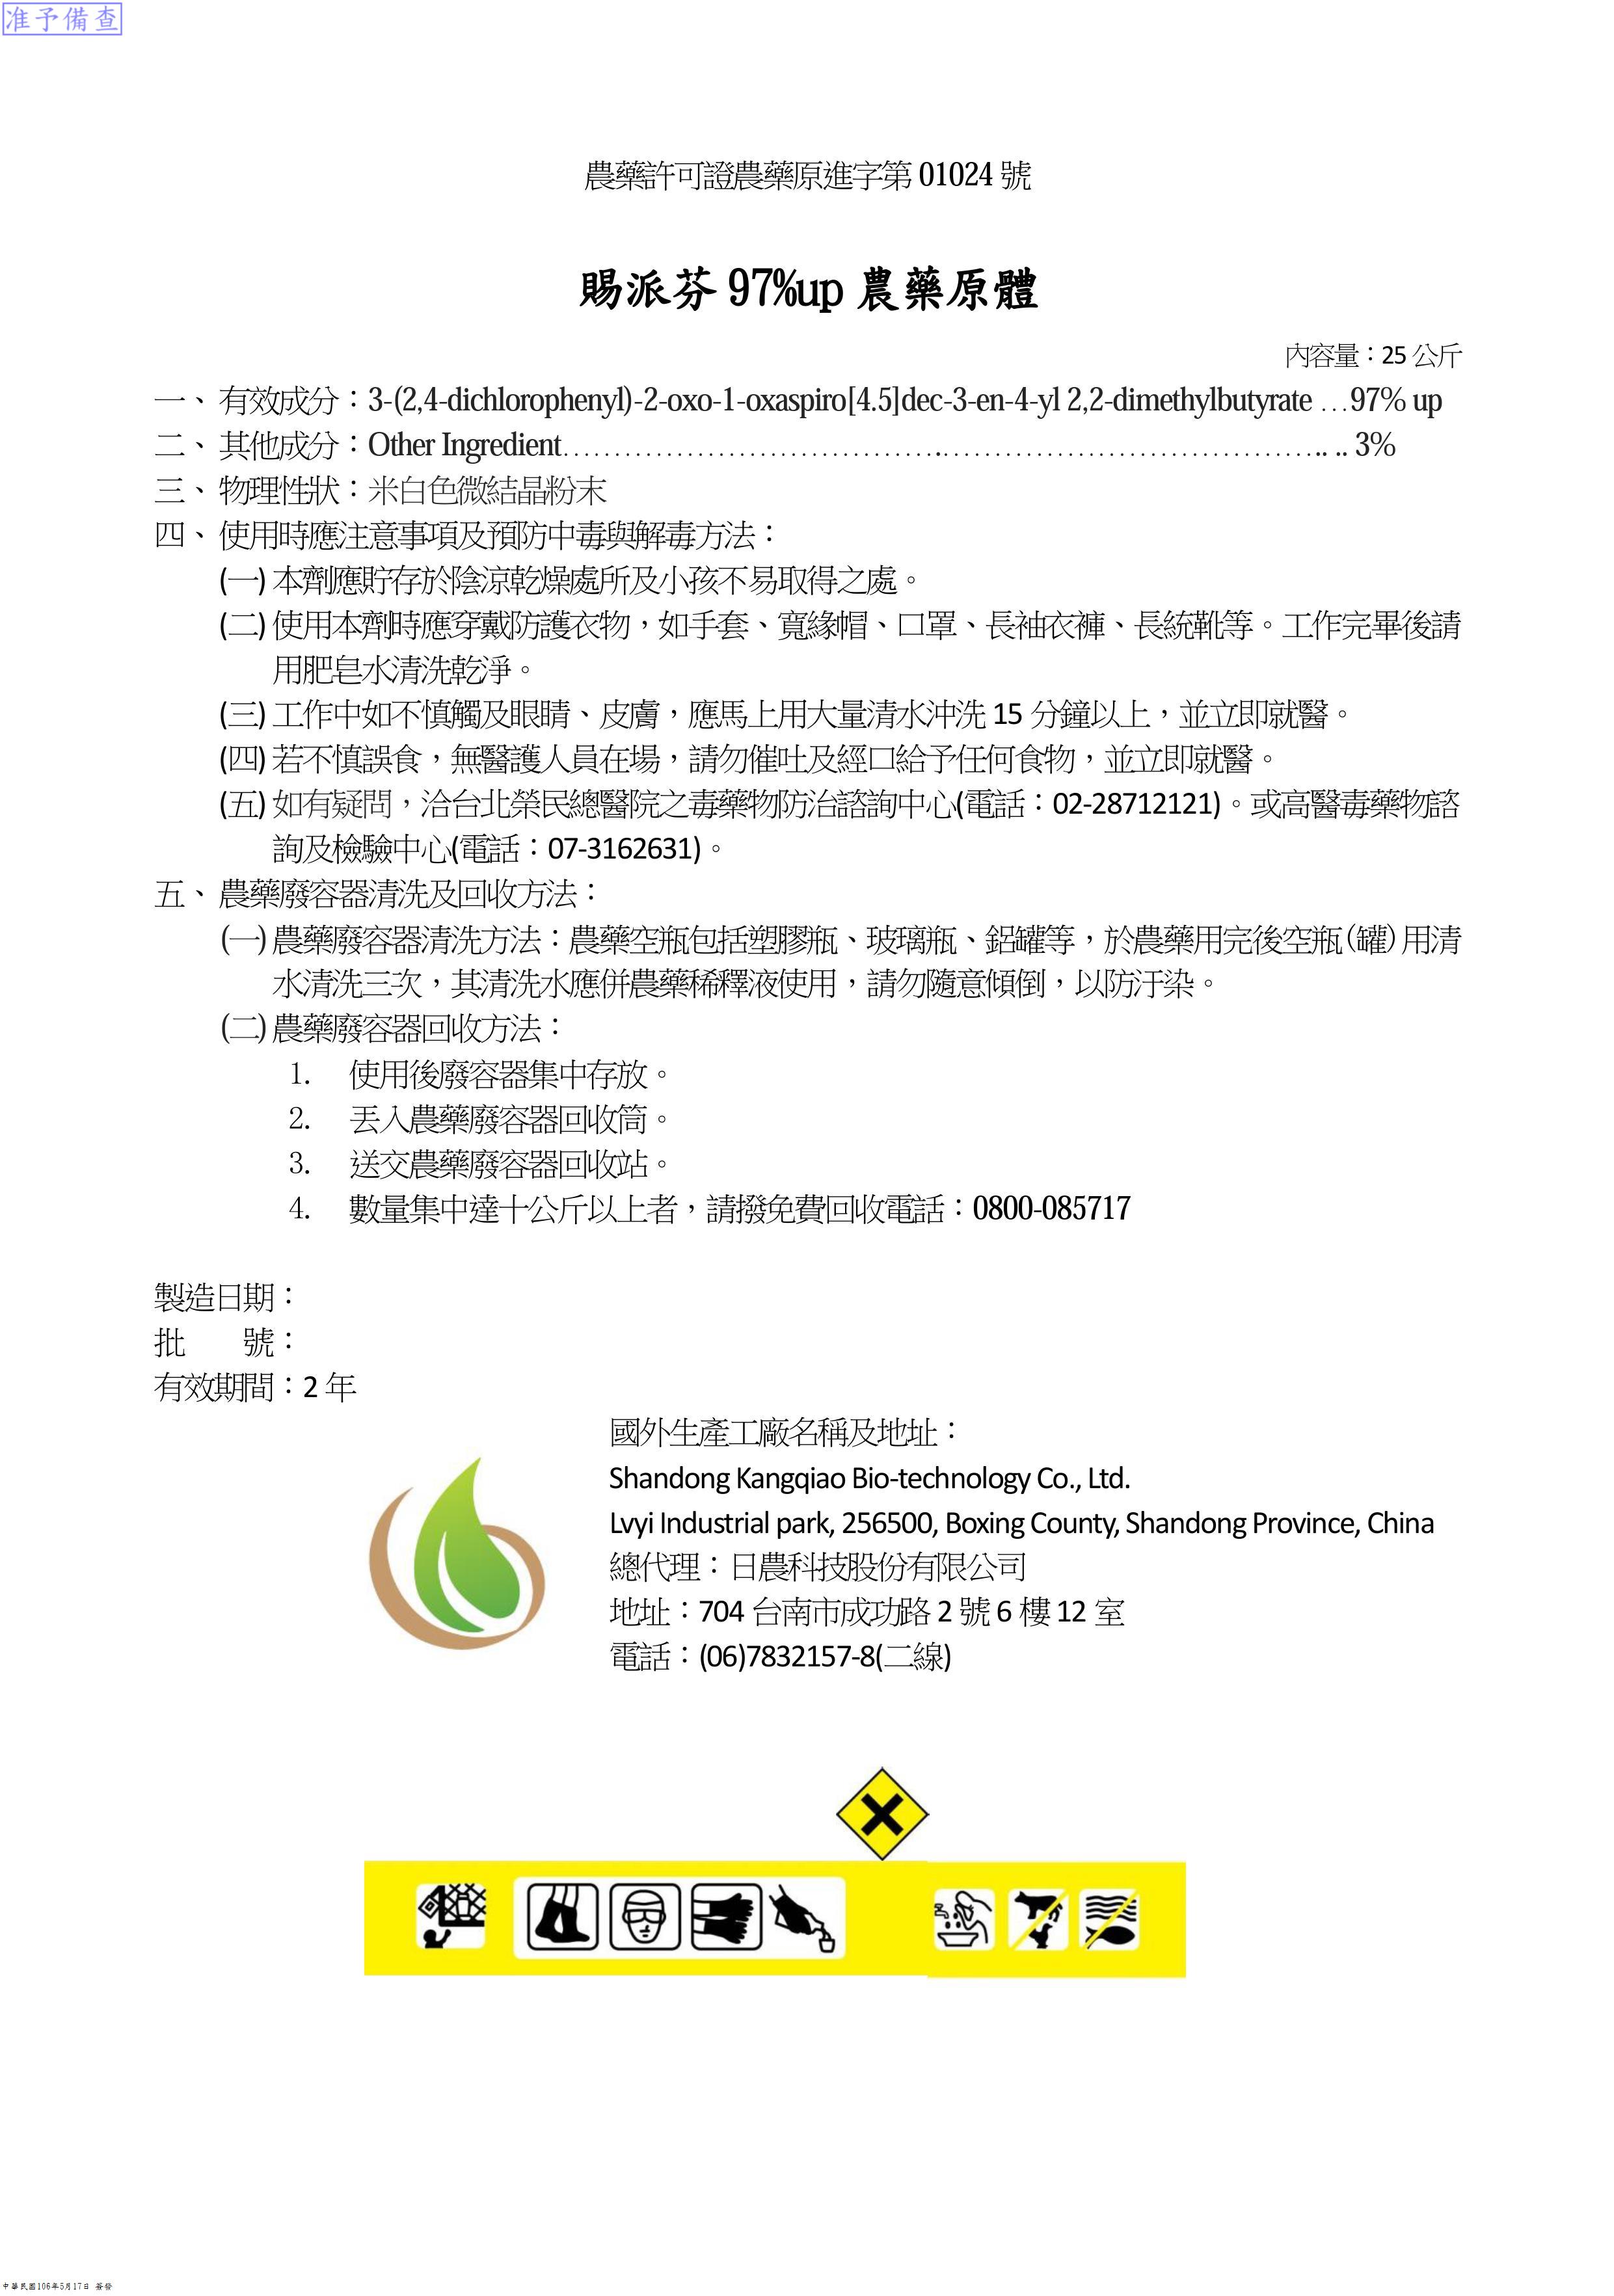 准予備查
農藥許可證農藥原進字第 01024 號
賜派芬 97%up 農藥原體
內容量：25 公斤
一、 有效成分：3-(2,4-dichlorophenyl)-2-oxo-1-oxaspiro[4.5]dec-3-en-4-yl 2,2-dimethylbutyrate …97% up
二、 其他成分：Other Ingredient……………………………….……………………………….. .. 3%
三、 物理性狀：米白色微結晶粉末
四、 使用時應注意事項及預防中毒與解毒方法：
(一) 本劑應貯存於陰涼乾燥處所及小孩不易取得之處。
(二) 使用本劑時應穿戴防護衣物，如手套、寬緣帽、口罩、長袖衣褲、長統靴等。工作完畢後請
用肥皂水清洗乾淨。
(三) 工作中如不慎觸及眼睛、皮膚，應馬上用大量清水沖洗 15 分鐘以上，並立即就醫。
(四) 若不慎誤食，無醫護人員在場，請勿催吐及經口給予任何食物，並立即就醫。
(五) 如有疑問，洽台北榮民總醫院之毒藥物防治諮詢中心(電話：02-28712121)。或高醫毒藥物諮
詢及檢驗中心(電話：07-3162631)。
五、 農藥廢容器清洗及回收方法：
(一) 農藥廢容器清洗方法：農藥空瓶包括塑膠瓶、玻璃瓶、鋁罐等，於農藥用完後空瓶(罐)用清
水清洗三次，其清洗水應併農藥稀釋液使用，請勿隨意傾倒，以防汙染。
(二) 農藥廢容器回收方法：
1. 使用後廢容器集中存放。
2. 丟入農藥廢容器回收筒。
3. 送交農藥廢容器回收站。
4. 數量集中達十公斤以上者，請撥免費回收電話：0800-085717
製造日期：
批　　號：
有效期間：2 年
國外生產工廠名稱及地址：
Shandong Kangqiao Bio-technology Co., Ltd.
Lvyi Industrial park, 256500, Boxing County, Shandong Province, China
總代理：日農科技股份有限公司
地址：704 台南市成功路 2 號 6 樓 12 室
電話：(06)7832157-8(二線)
中華民國106年5月17日 簽發